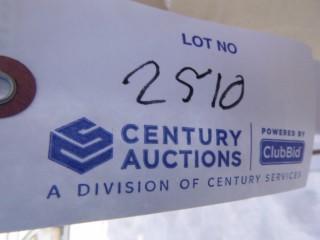 LOT NO
2510
CENTURY AUCTIONS
POWERED BY
ClubBid
A DIVISION OF CENTURY SERVICES